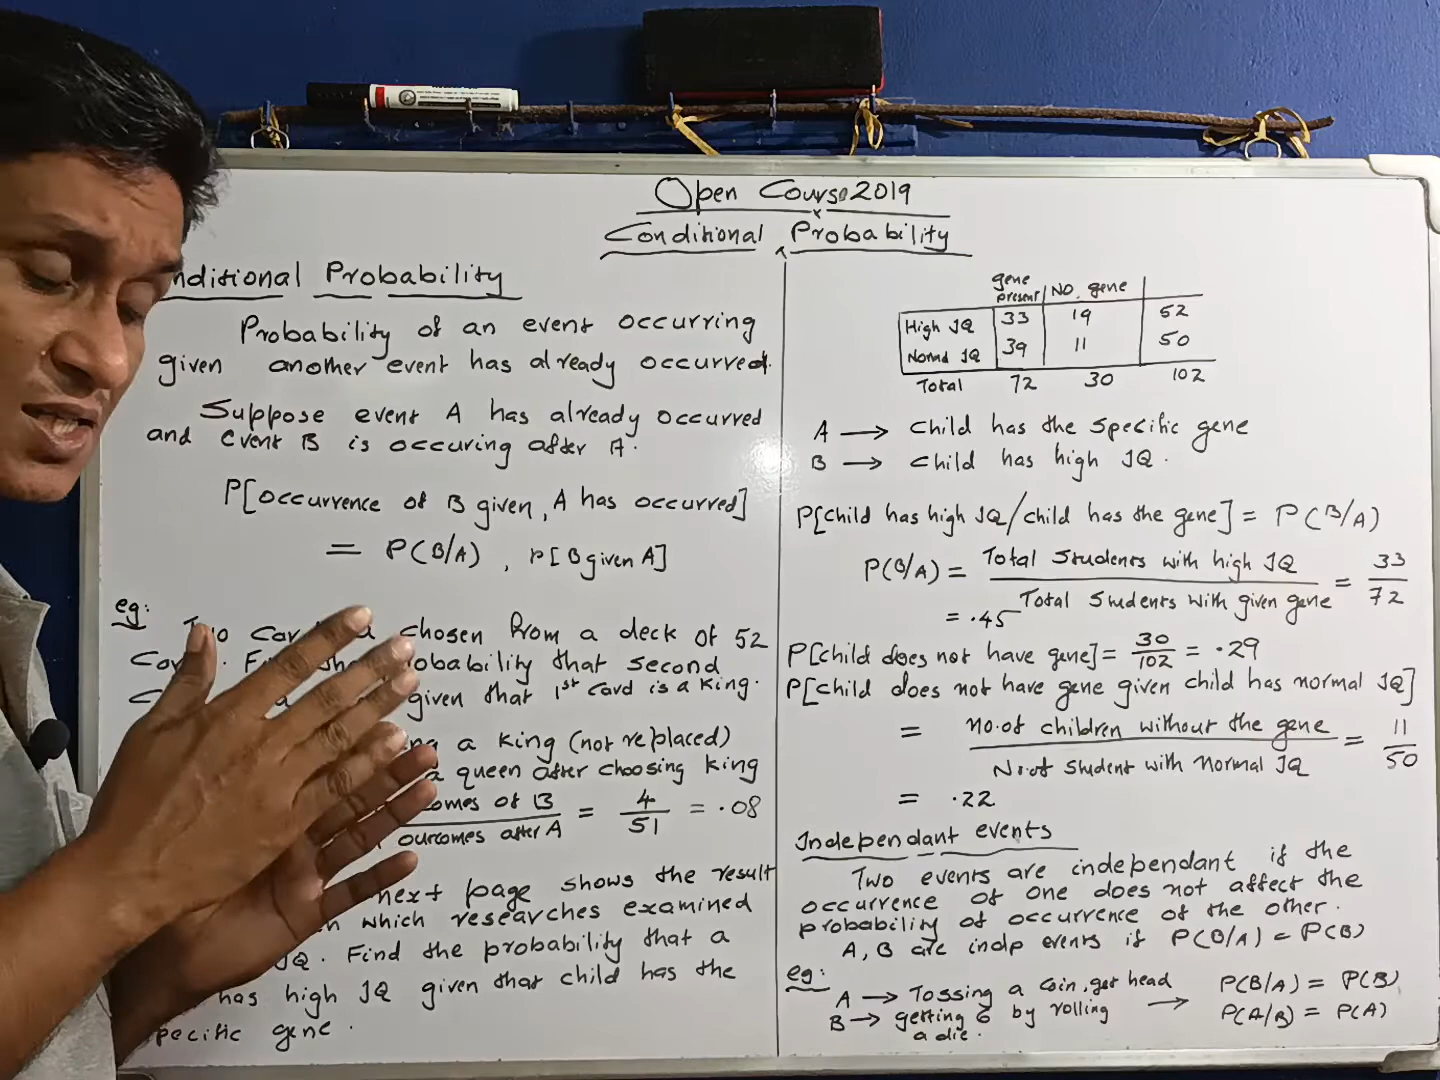 Open Course 2019
Conditional Probability
nditional Probability
Probability of an event occurring
given another event has already occurred.
Suppose event A has already occurred
and event B is occuring after A.
P[occurrence of B given, A has occurred]
= P(B/A) , P[B given A]
eg:
chosen from a deck of 52
obability that second
given that 1st card is a king.
a king (not replaced)
a queen after choosing king
omes of B
outcomes after A
= 4/51 = .08
next page shows the result
which researches examined
IQ. Find the probability that a
has high IQ given that child has the
pecific gene.
gene present | NO. gene
High IQ 33 19 52
Normal IQ 39 11 50
Total 72 30 102
A → child has the specific gene
B → child has high IQ.
P[child has high IQ/child has the gene] = P(B/A)
P(B/A) = Total students with high IQ / Total students with given gene = 33/72
= .45
P[child does not have gene] = 30/102 = .29
P[child does not have gene given child has normal IQ]
= no. of children without the gene / No. of student with normal IQ = 11/50
= .22
Independant events
Two events are independant if the
occurrence of one does not affect the
probability of occurrence of the other.
A, B are indp events if P(B/A) = P(B)
eg:
A → Tossing a coin, get head
B → getting 6 by rolling
a die.
→ P(B/A) = P(B)
P(A/B) = P(A)